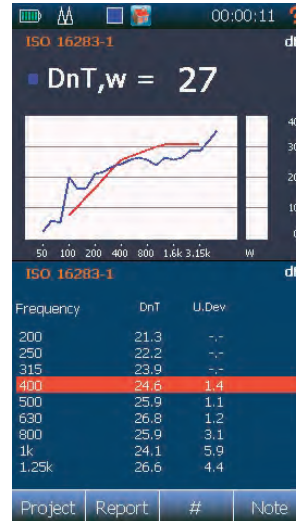 00:00:11 ?
ISO 16283-1 d
DnT,w = 27
40
30
20
10
0
50 100 200 400 800 1.6k 3.15k W
ISO 16283-1 d
Frequency DnT U.Dev
200 21.3 -.-
250 22.2 -.-
315 23.9 -.-
400 24.6 1.4
500 25.9 1.1
630 26.8 1.2
800 25.9 3.1
1k 24.1 5.9
1.25k 26.6 4.4
Project Report # Note